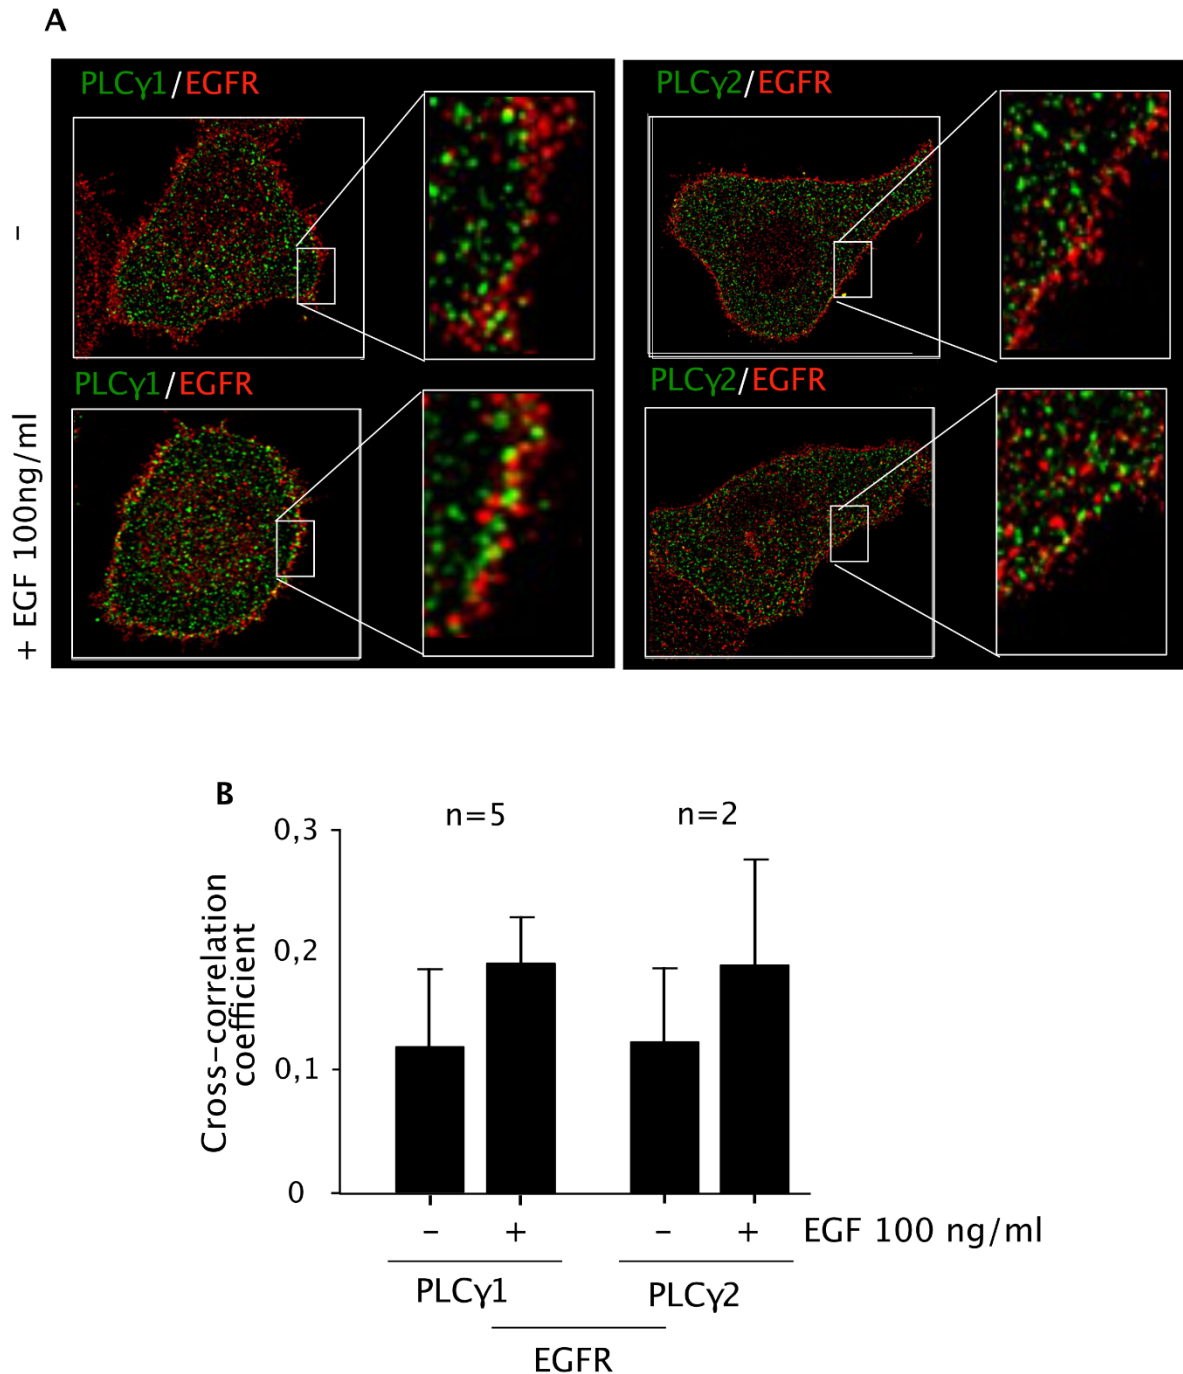 A
PLCγ1/EGFR
PLCγ2/EGFR
–
PLCγ1/EGFR
PLCγ2/EGFR
+ EGF 100ng/ml
B
n=5
n=2
Cross-correlation
coefficient
0,3
0,2
0,1
0
– + – + EGF 100 ng/ml
PLCγ1
PLCγ2
EGFR